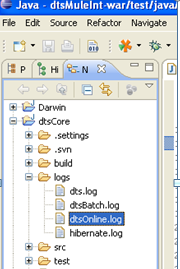 Java - dtsMuleInt-war/test/java/
File Edit Source Refactor Navigate
P Hi N
Darwin
dtsCore
.settings
.svn
build
logs
dts.log
dtsBatch.log
dtsOnline.log
hibernate.log
src
test